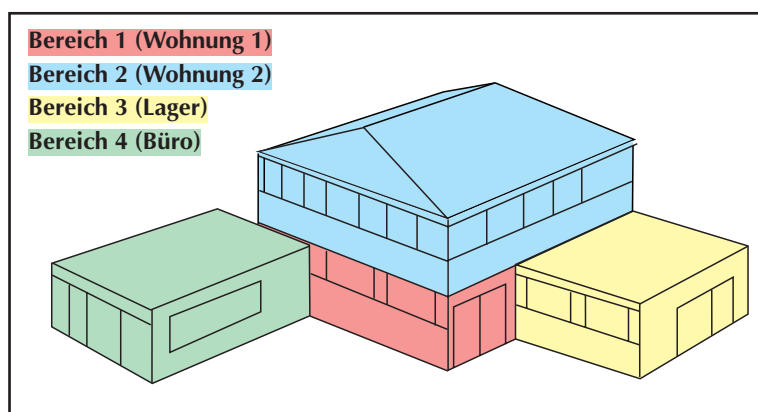 Bereich 1 (Wohnung 1)
Bereich 2 (Wohnung 2)
Bereich 3 (Lager)
Bereich 4 (Büro)